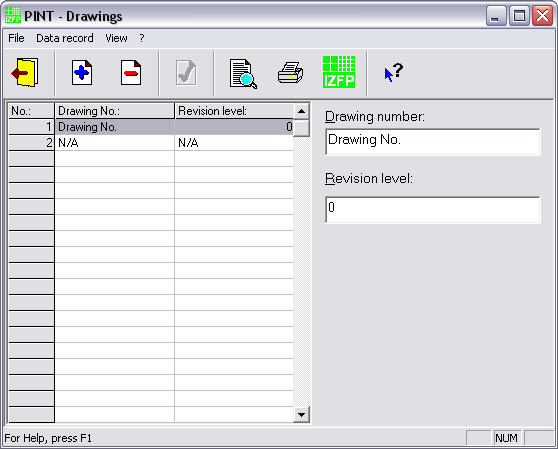 PINT - Drawings
File Data record View ?
IZFP
?
No.: Drawing No.: Revision level:
1 Drawing No. 0
2 N/A N/A
Drawing number:
Drawing No.
Revision level:
0
For Help, press F1 NUM